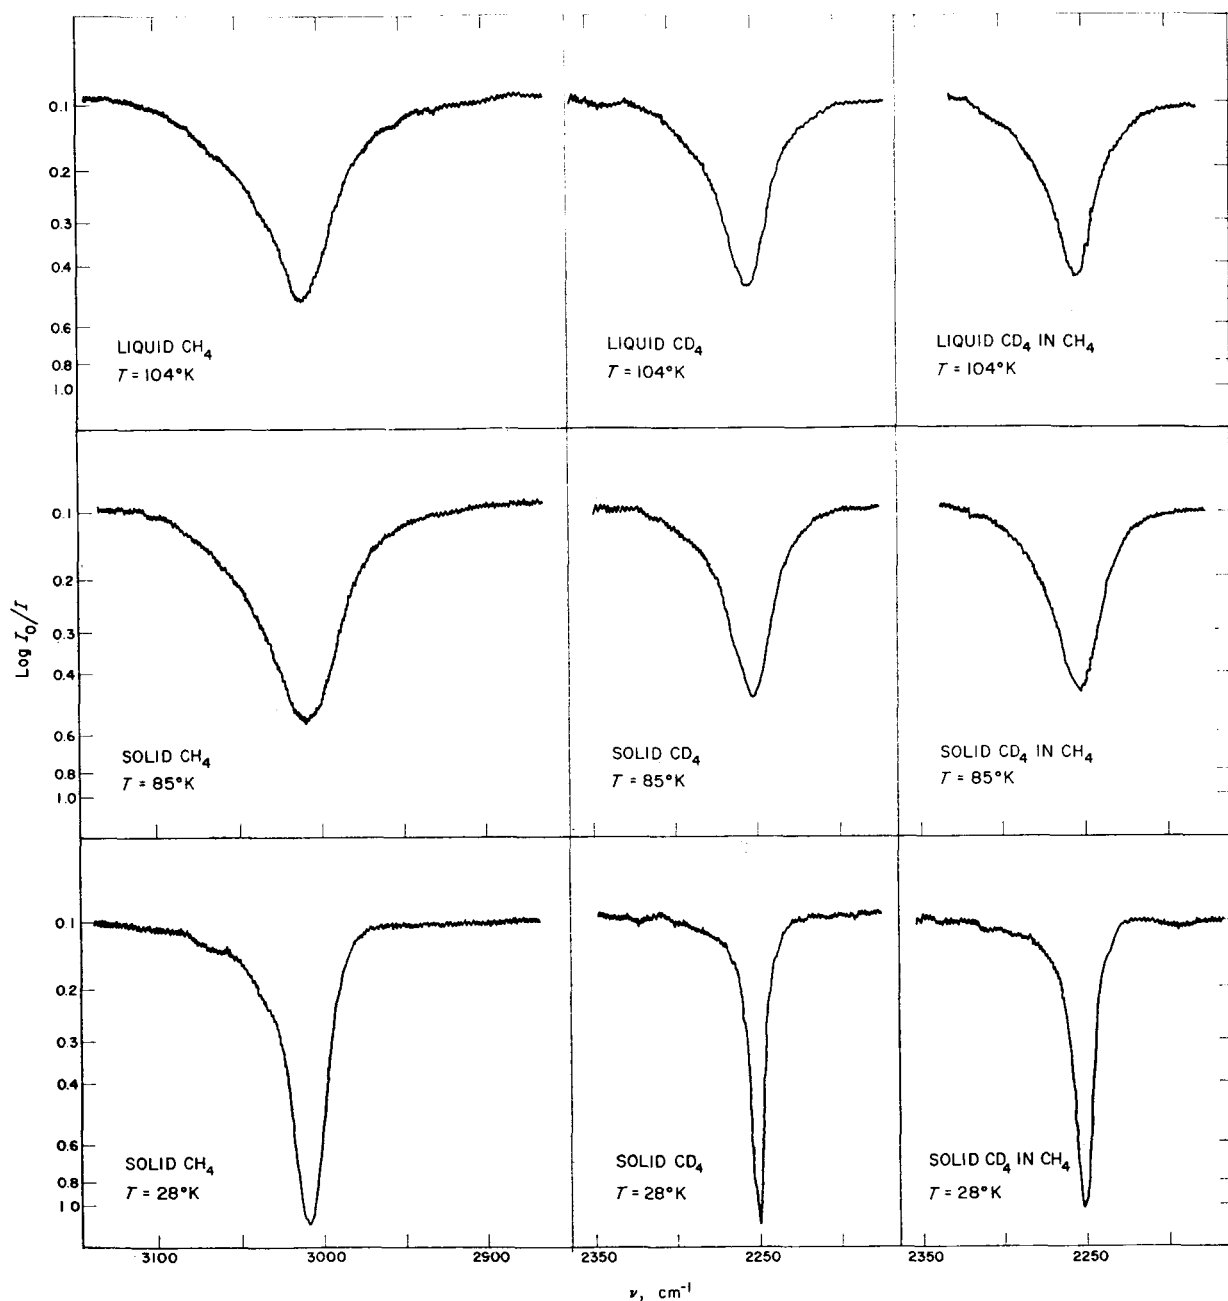 0.1
0.2
0.3
0.4
0.6
0.8
1.0
LIQUID CH4
T = 104°K
LIQUID CD4
T = 104°K
LIQUID CD4 IN CH4
T = 104°K
Log I0/I
0.1
0.2
0.3
0.4
0.6
0.8
1.0
SOLID CH4
T = 85°K
SOLID CD4
T = 85°K
SOLID CD4 IN CH4
T = 85°K
0.1
0.2
0.3
0.4
0.6
0.8
1 0
SOLID CH4
T = 28°K
SOLID CD4
T = 28°K
SOLID CD4 IN CH4
T = 28°K
3100 3000 2900 2350 2250 2350 2250
ν, cm-1